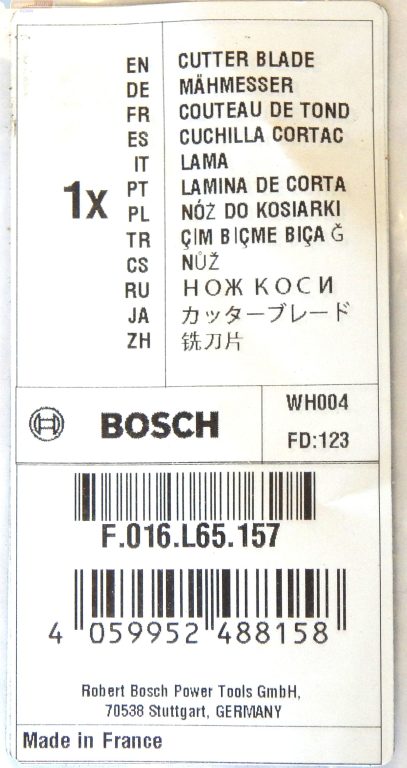 1x
EN CUTTER BLADE
DE MÄHMESSER
FR COUTEAU DE TOND
ES CUCHILLA CORTAC
IT LAMA
PT LAMINA DE CORTA
PL NÓŻ DO KOSIARKI
TR ÇIM BIÇME BIÇA Ğ
CS NŮŽ
RU НОЖ КОСИ
JA カッターブレード
ZH 铣刀片
BOSCH
WH004
FD:123
F.016.L65.157
4 059952 488158
Robert Bosch Power Tools GmbH,
70538 Stuttgart, GERMANY
Made in France